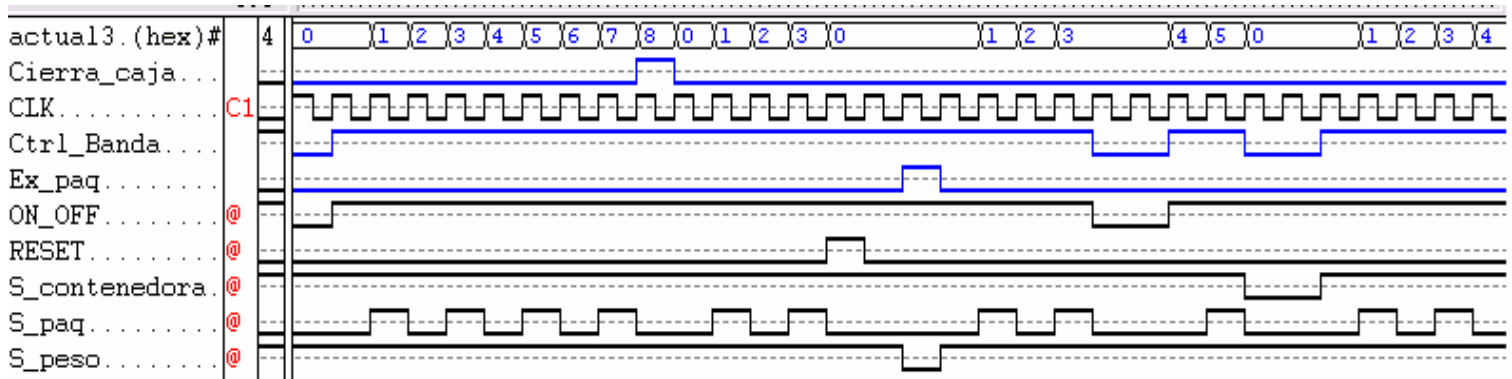 actual3.(hex)# 4 0 1 2 3 4 5 6 7 8 0 1 2 3 0 1 2 3 4 5 0 1 2 3 4
Cierra_caja...
CLK........... C1
Ctrl_Banda....
Ex_paq........
ON_OFF........ @
RESET......... @
S_contenedora. @
S_paq......... @
S_peso........ @